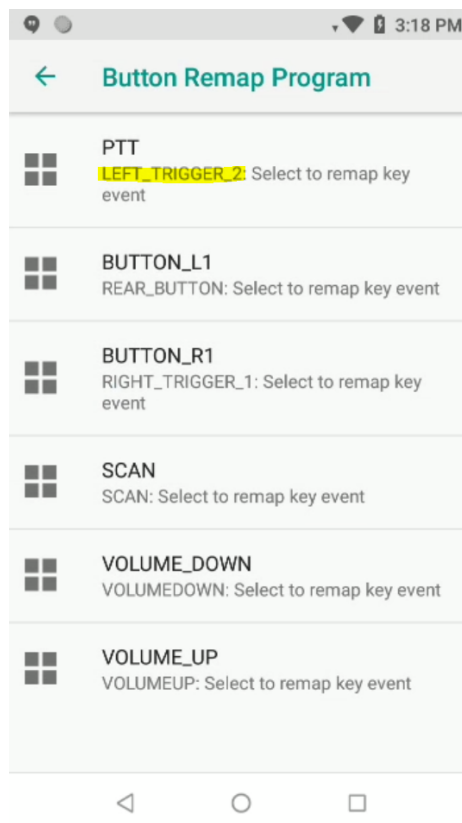 3:18 PM
Button Remap Program
PTT
LEFT_TRIGGER_2: Select to remap key
event
BUTTON_L1
REAR_BUTTON: Select to remap key event
BUTTON_R1
RIGHT_TRIGGER_1: Select to remap key
event
SCAN
SCAN: Select to remap key event
VOLUME_DOWN
VOLUMEDOWN: Select to remap key event
VOLUME_UP
VOLUMEUP: Select to remap key event